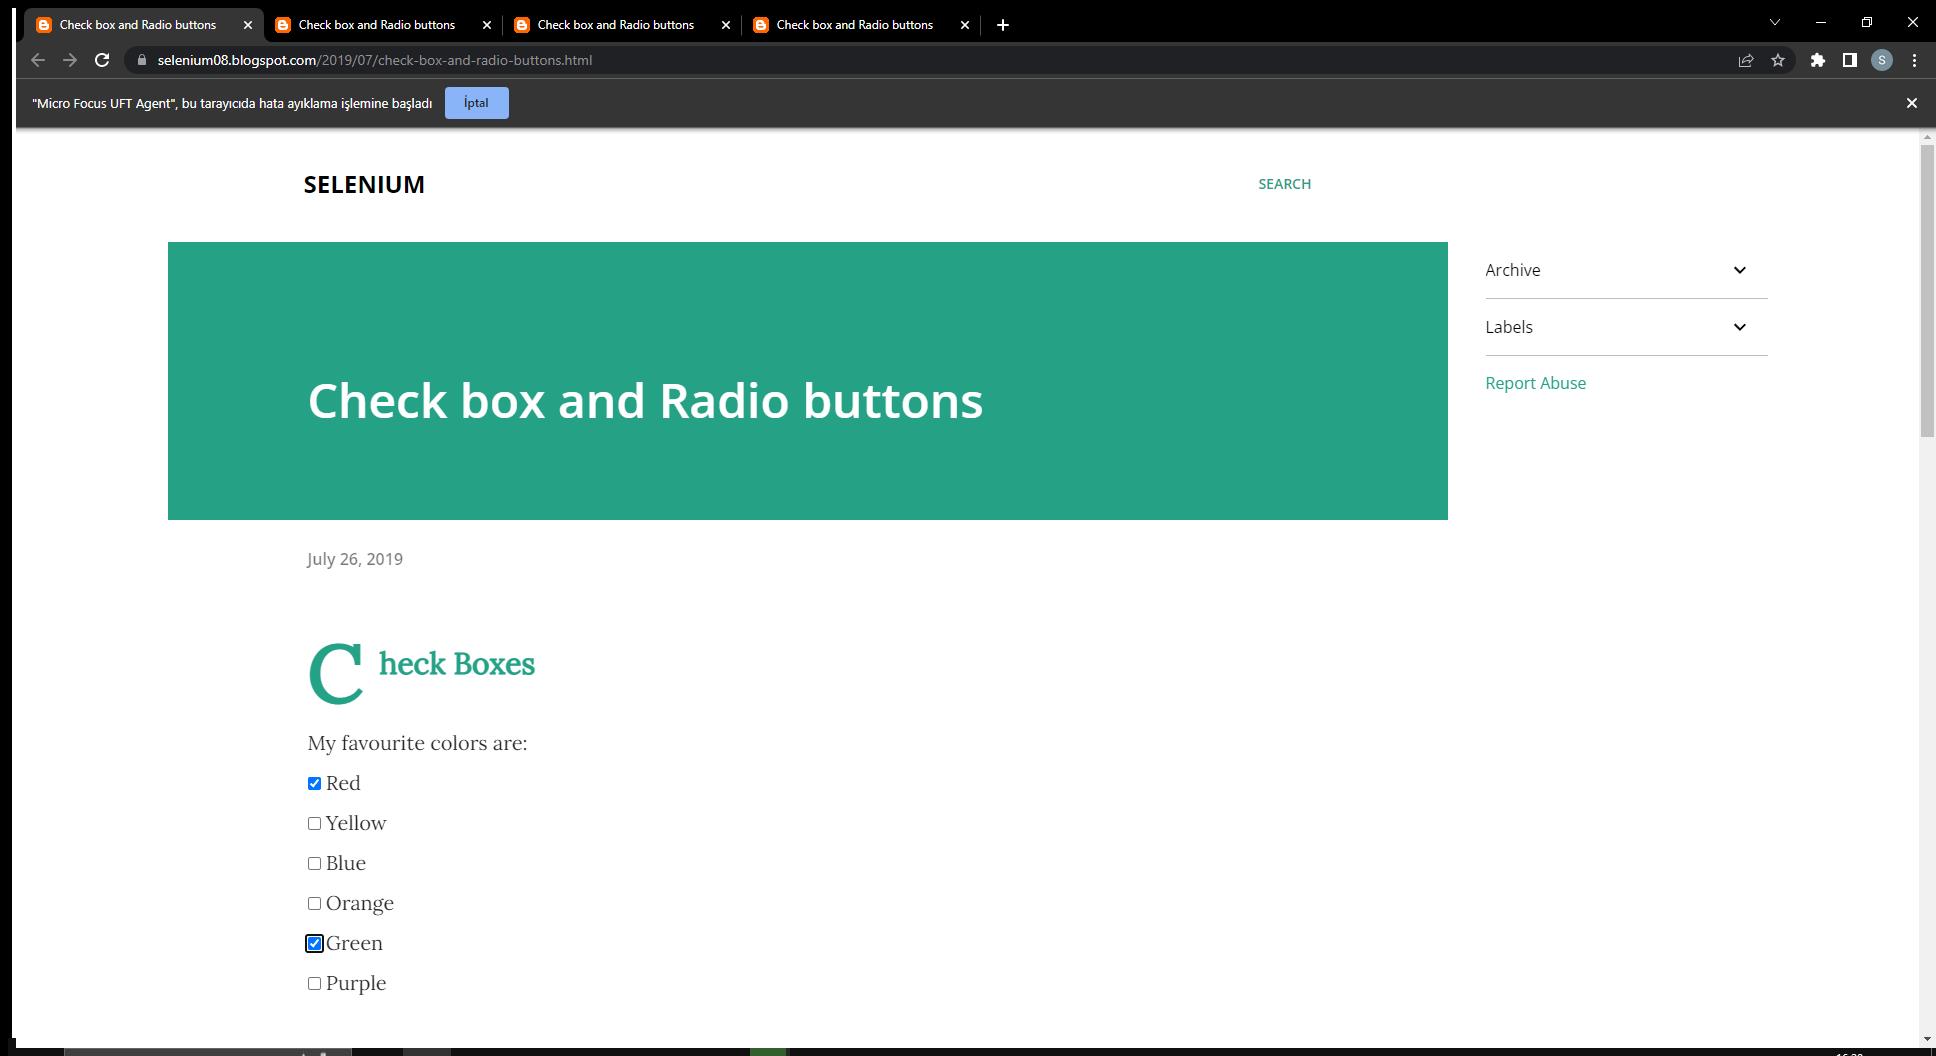 Check box and Radio buttons
Check box and Radio buttons
Check box and Radio buttons
Check box and Radio buttons
selenium08.blogspot.com/2019/07/check-box-and-radio-buttons.html
S
"Micro Focus UFT Agent", bu tarayıcıda hata ayıklama işlemine başladı
İptal
SELENIUM
SEARCH
Check box and Radio buttons
Archive
Labels
Report Abuse
July 26, 2019
Check Boxes
My favourite colors are:
Red
Yellow
Blue
Orange
Green
Purple